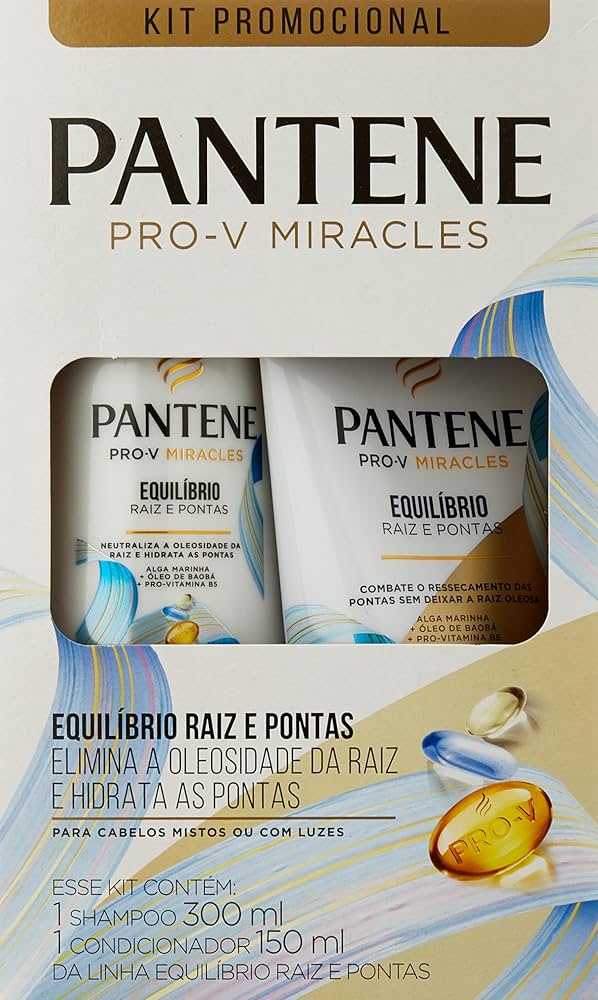 KIT PROMOCIONAL
PANTENE
PRO-V MIRACLES
PANTENE
PRO-V MIRACLES
EQUILÍBRIO
RAIZ E PONTAS
NEUTRALIZA A OLEOSIDADE DA
RAIZ E HIDRATA AS PONTAS
ALGA MARINHA
+ ÓLEO DE BAOBÁ
+ PRO-VITAMINA B5
PANTENE
PRO-V MIRACLES
EQUILÍBRIO
RAIZ E PONTAS
COMBATE O RESSECAMENTO DAS
PONTAS SEM DEIXAR A RAIZ OLEOSA
ALGA MARINHA
+ ÓLEO DE BAOBÁ
+ PRO-VITAMINA B5
EQUILÍBRIO RAIZ E PONTAS
ELIMINA A OLEOSIDADE DA RAIZ
E HIDRATA AS PONTAS
PARA CABELOS MISTOS OU COM LUZES
PRO-V
ESSE KIT CONTÉM:
1 SHAMPOO 300 ml
1 CONDICIONADOR 150 ml
DA LINHA EQUILÍBRIO RAIZ E PONTAS